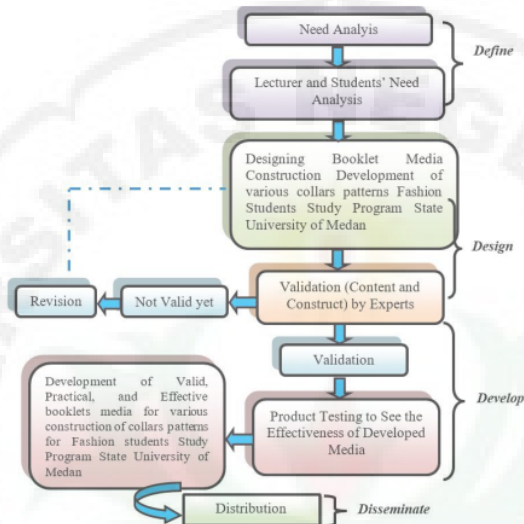 Need Analyis
Define
Lecturer and Students' Need
Analysis
Designing Booklet Media
Construction Development of
various collars patterns Fashion
Students Study Program State
University of Medan
Design
Validation (Content and
Construct) by Experts
Not Valid yet
Revision
Validation
Develop
Product Testing to See the
Effectiveness of Developed
Media
Development of Valid,
Practical, and Effective
booklets media for various
construction of collars patterns
for Fashion students Study
Program State University of
Medan
Distribution
Disseminate